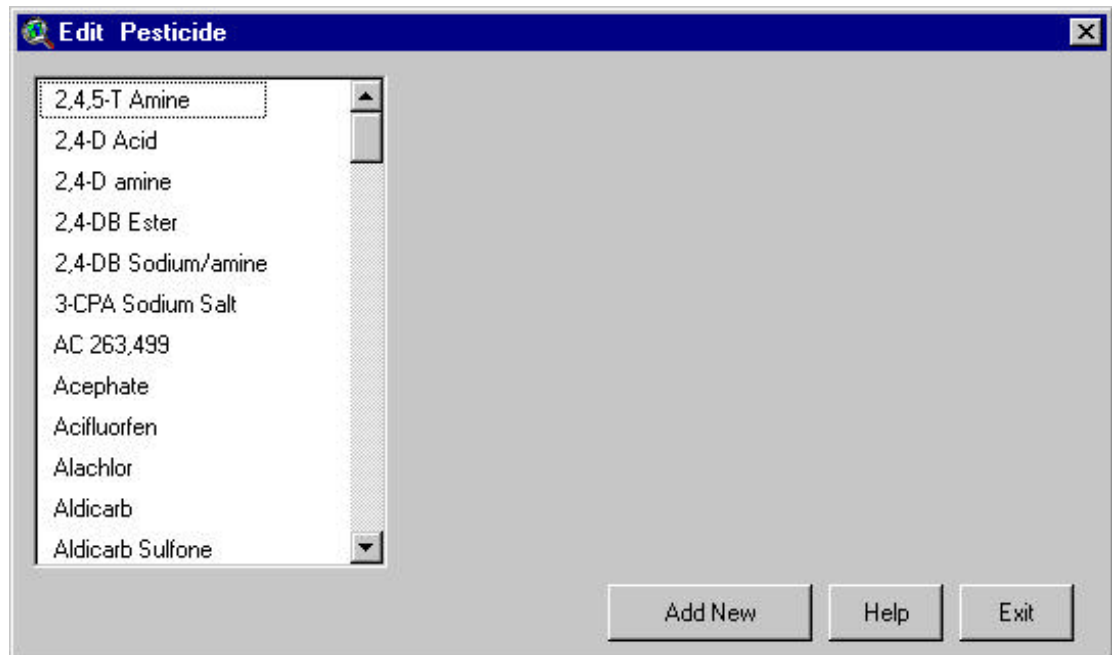 Edit Pesticide
2,4,5-T Amine
2,4-D Acid
2,4-D amine
2,4-DB Ester
2,4-DB Sodium/amine
3-CPA Sodium Salt
AC 263,499
Acephate
Acifluorfen
Alachlor
Aldicarb
Aldicarb Sulfone
Add New Help Exit